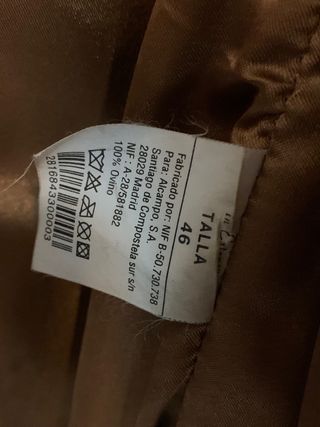 TALLA
46
Fabricado por: NIF B-50.730.738
Para: Alcampo, S.A.
Santiago de Compostela sur s/n
28029 Madrid
NIF: A-28/581882
100% Ovino
2816843300003